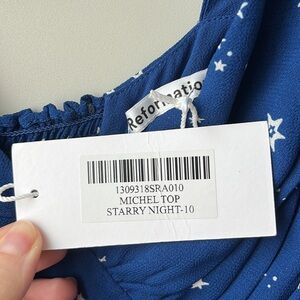 Reformatio
1309318SRA010
MICHEL TOP
STARRY NIGHT-10